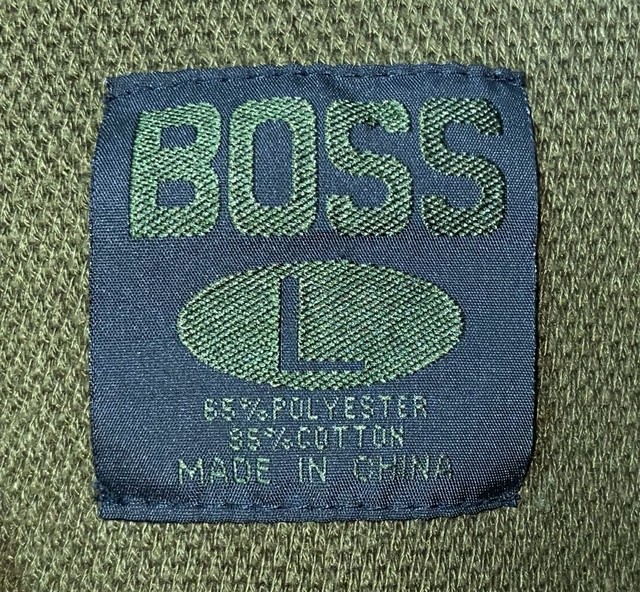 BOSS
L
65%POLYESTER
35%COTTON
MADE IN CHINA